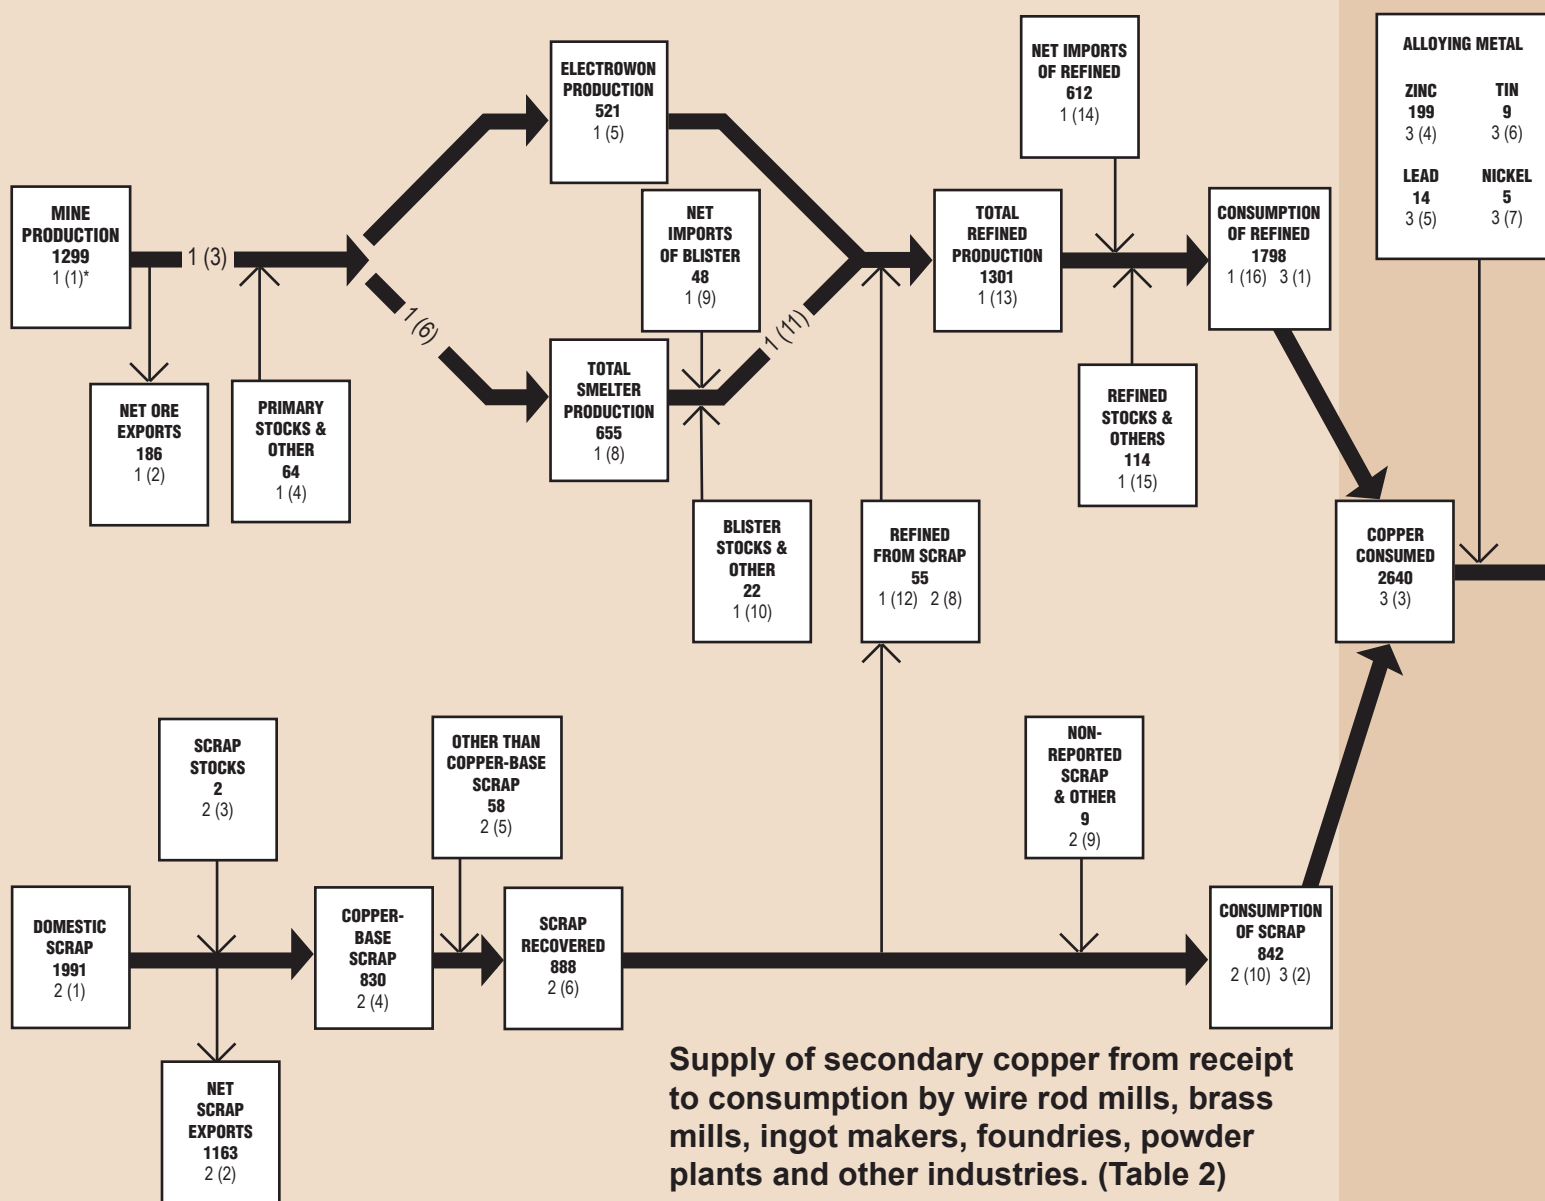 MINE
PRODUCTION
1299
1 (1)*
1 (3)
NET ORE
EXPORTS
186
1 (2)
PRIMARY
STOCKS &
OTHER
64
1 (4)
ELECTROWON
PRODUCTION
521
1 (5)
1 (6)
TOTAL
SMELTER
PRODUCTION
655
1 (8)
NET
IMPORTS
OF BLISTER
48
1 (9)
BLISTER
STOCKS &
OTHER
22
1 (10)
1 (11)
REFINED
FROM SCRAP
55
1 (12) 2 (8)
TOTAL
REFINED
PRODUCTION
1301
1 (13)
NET IMPORTS
OF REFINED
612
1 (14)
REFINED
STOCKS &
OTHERS
114
1 (15)
CONSUMPTION
OF REFINED
1798
1 (16) 3 (1)
ALLOYING METAL
ZINC
199
3 (4)
TIN
9
3 (6)
LEAD
14
3 (5)
NICKEL
5
3 (7)
COPPER
CONSUMED
2640
3 (3)
SCRAP
STOCKS
2
2 (3)
DOMESTIC
SCRAP
1991
2 (1)
NET
SCRAP
EXPORTS
1163
2 (2)
COPPER-
BASE
SCRAP
830
2 (4)
OTHER THAN
COPPER-BASE
SCRAP
58
2 (5)
SCRAP
RECOVERED
888
2 (6)
NON-
REPORTED
SCRAP
& OTHER
9
2 (9)
CONSUMPTION
OF SCRAP
842
2 (10) 3 (2)
Supply of secondary copper from receipt
to consumption by wire rod mills, brass
mills, ingot makers, foundries, powder
plants and other industries. (Table 2)